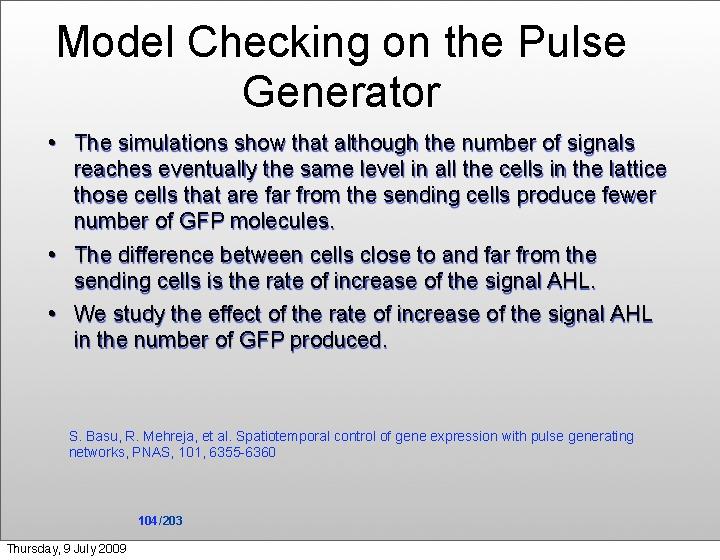 Model Checking on the Pulse
Generator
• The simulations show that although the number of signals
reaches eventually the same level in all the cells in the lattice
those cells that are far from the sending cells produce fewer
number of GFP molecules.
• The difference between cells close to and far from the
sending cells is the rate of increase of the signal AHL.
• We study the effect of the rate of increase of the signal AHL
in the number of GFP produced.
S. Basu, R. Mehreja, et al. Spatiotemporal control of gene expression with pulse generating
networks, PNAS, 101, 6355-6360
104/203
Thursday, 9 July 2009